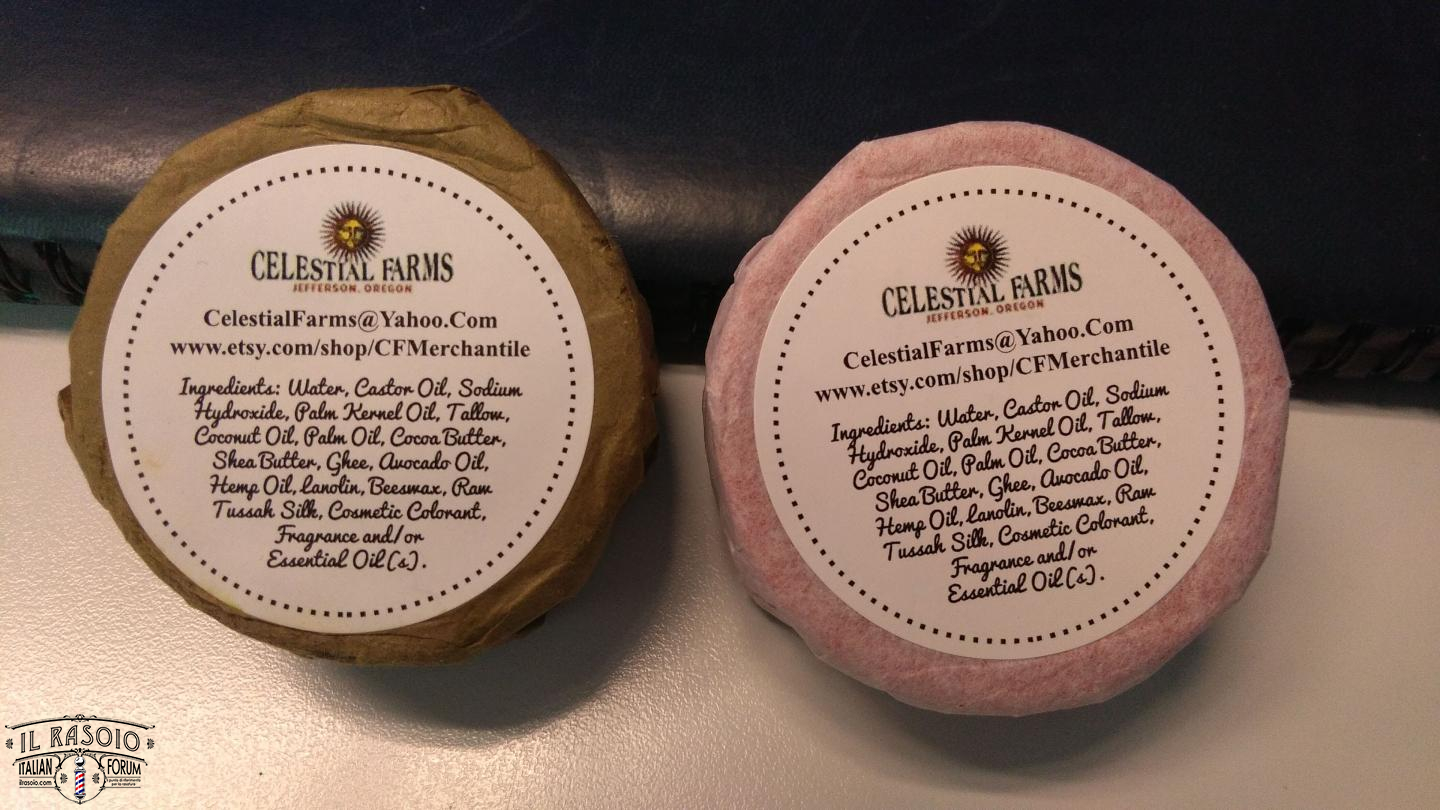 CELESTIAL FARMS
JEFFERSON, OREGON
CelestialFarms@Yahoo.Com
www.etsy.com/shop/CFMerchantile
Ingredients: Water, Castor Oil, Sodium
Hydroxide, Palm Kernel Oil, Tallow,
Coconut Oil, Palm Oil, Cocoa Butter,
Shea Butter, Ghee, Avocado Oil,
Hemp Oil, Lanolin, Beeswax, Raw
Tussah Silk, Cosmetic Colorant,
Fragrance and/or
Essential Oil(s).
CELESTIAL FARMS
JEFFERSON, OREGON
CelestialFarms@Yahoo.Com
www.etsy.com/shop/CFMerchantile
Ingredients: Water, Castor Oil, Sodium
Hydroxide, Palm Kernel Oil, Tallow,
Coconut Oil, Palm Oil, Cocoa Butter,
Shea Butter, Ghee, Avocado Oil,
Hemp Oil, Lanolin, Beeswax, Raw
Tussah Silk, Cosmetic Colorant,
Fragrance and/or
Essential Oil(s).
IL RASOIO
ITALIAN FORUM
ilrasoio.com